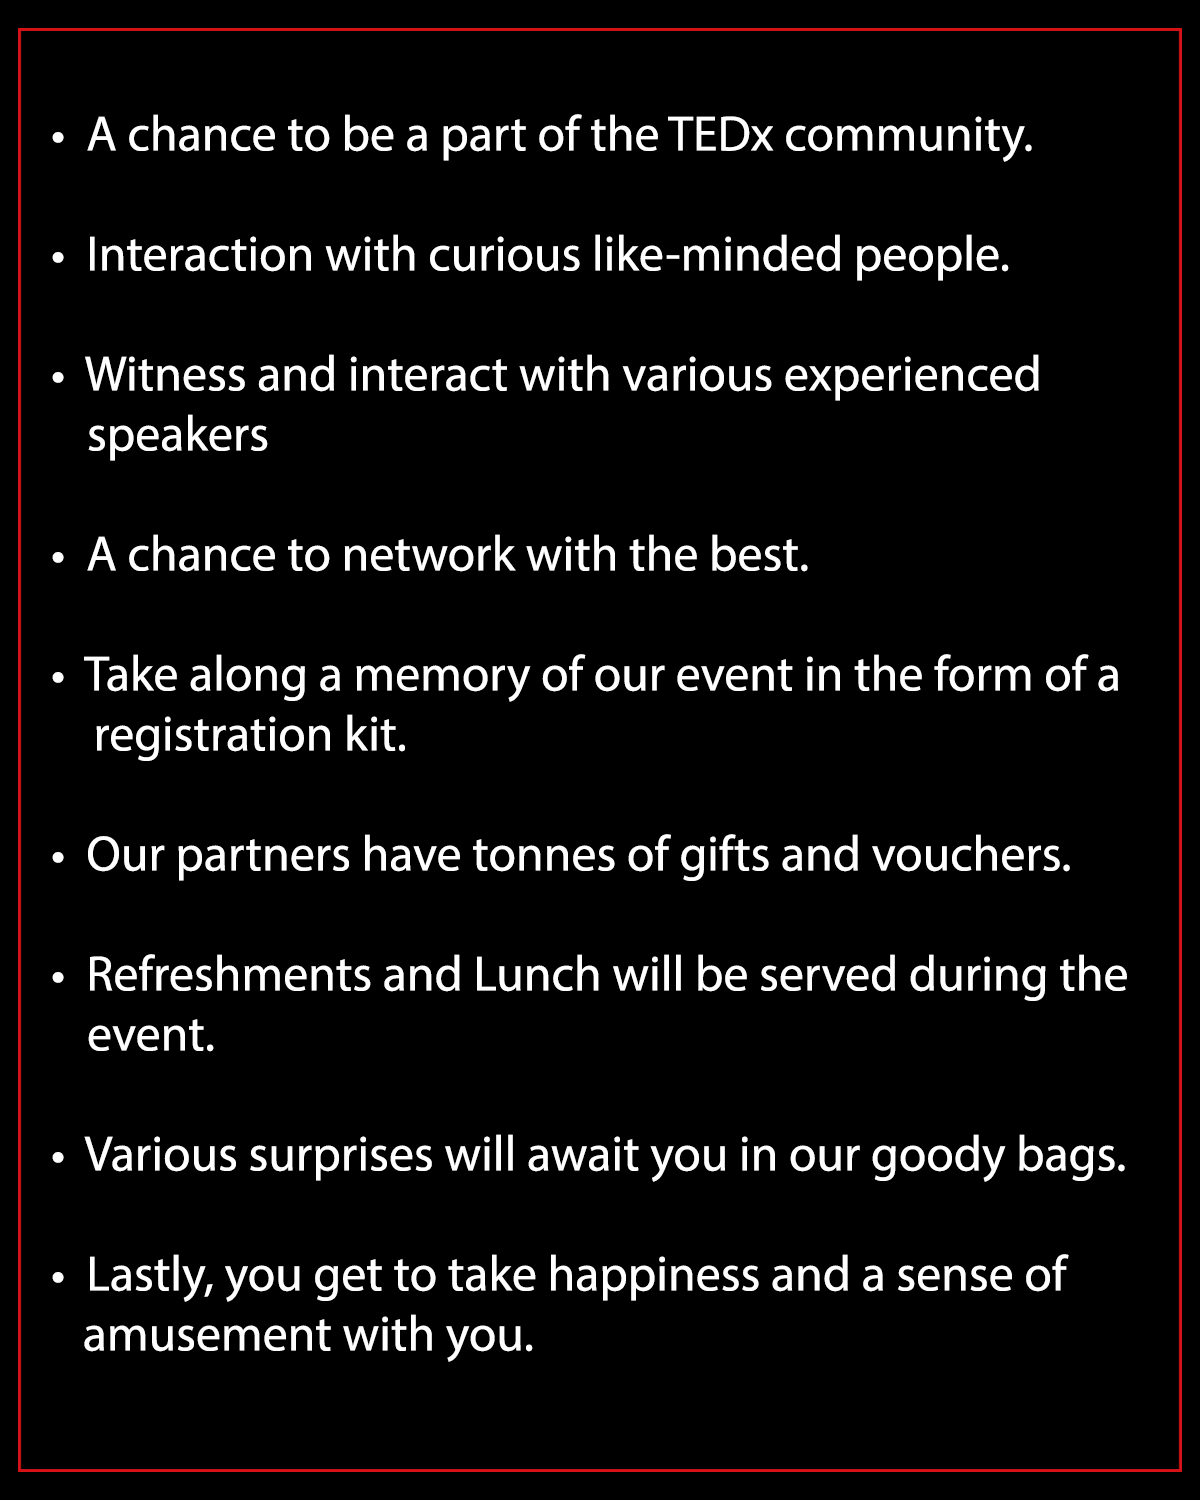 • A chance to be a part of the TEDx community.
• Interaction with curious like-minded people.
• Witness and interact with various experienced
speakers
• A chance to network with the best.
• Take along a memory of our event in the form of a
registration kit.
• Our partners have tonnes of gifts and vouchers.
• Refreshments and Lunch will be served during the
event.
• Various surprises will await you in our goody bags.
• Lastly, you get to take happiness and a sense of
amusement with you.